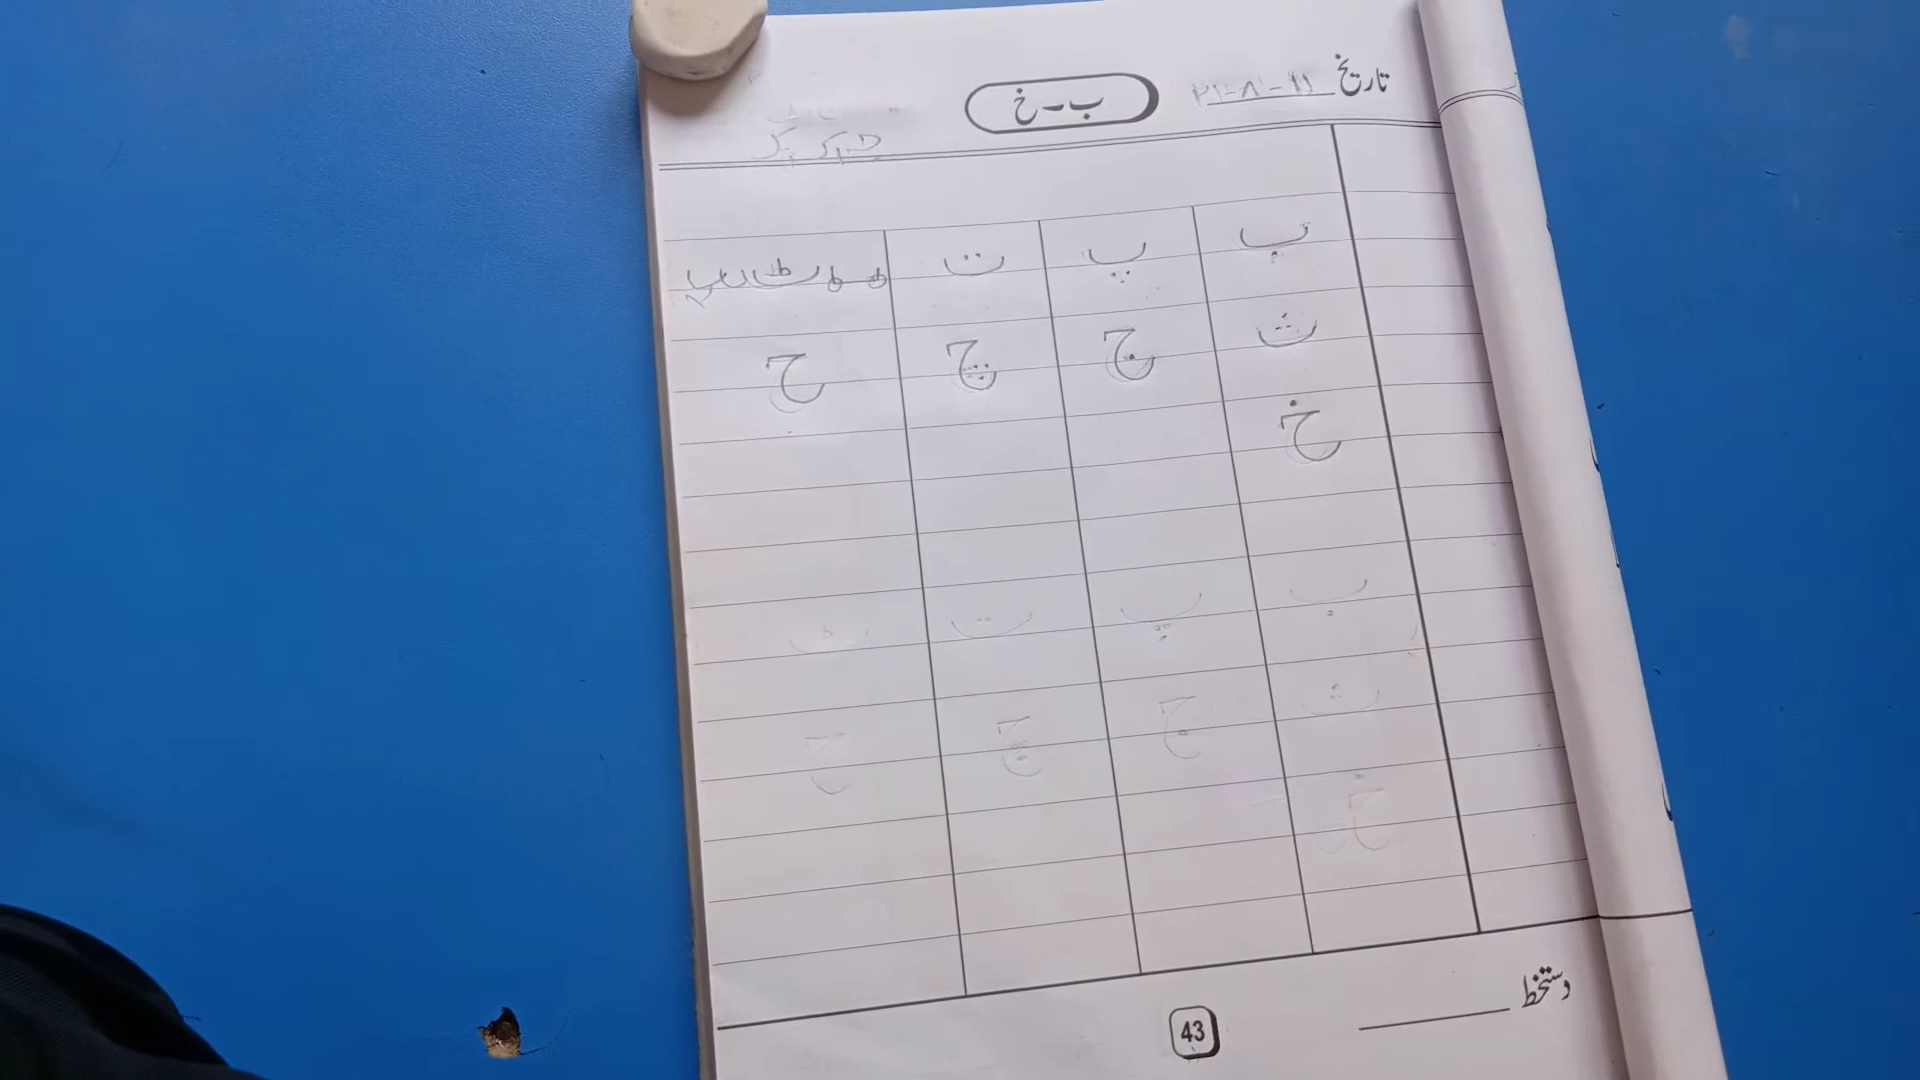 تاریخ ۱۱-۸-۲۱
ب-خ
ب پ ت
ث ج چ ح
خ
ب پ ت ٹ
ث ج چ ح
خ
دستخط
43